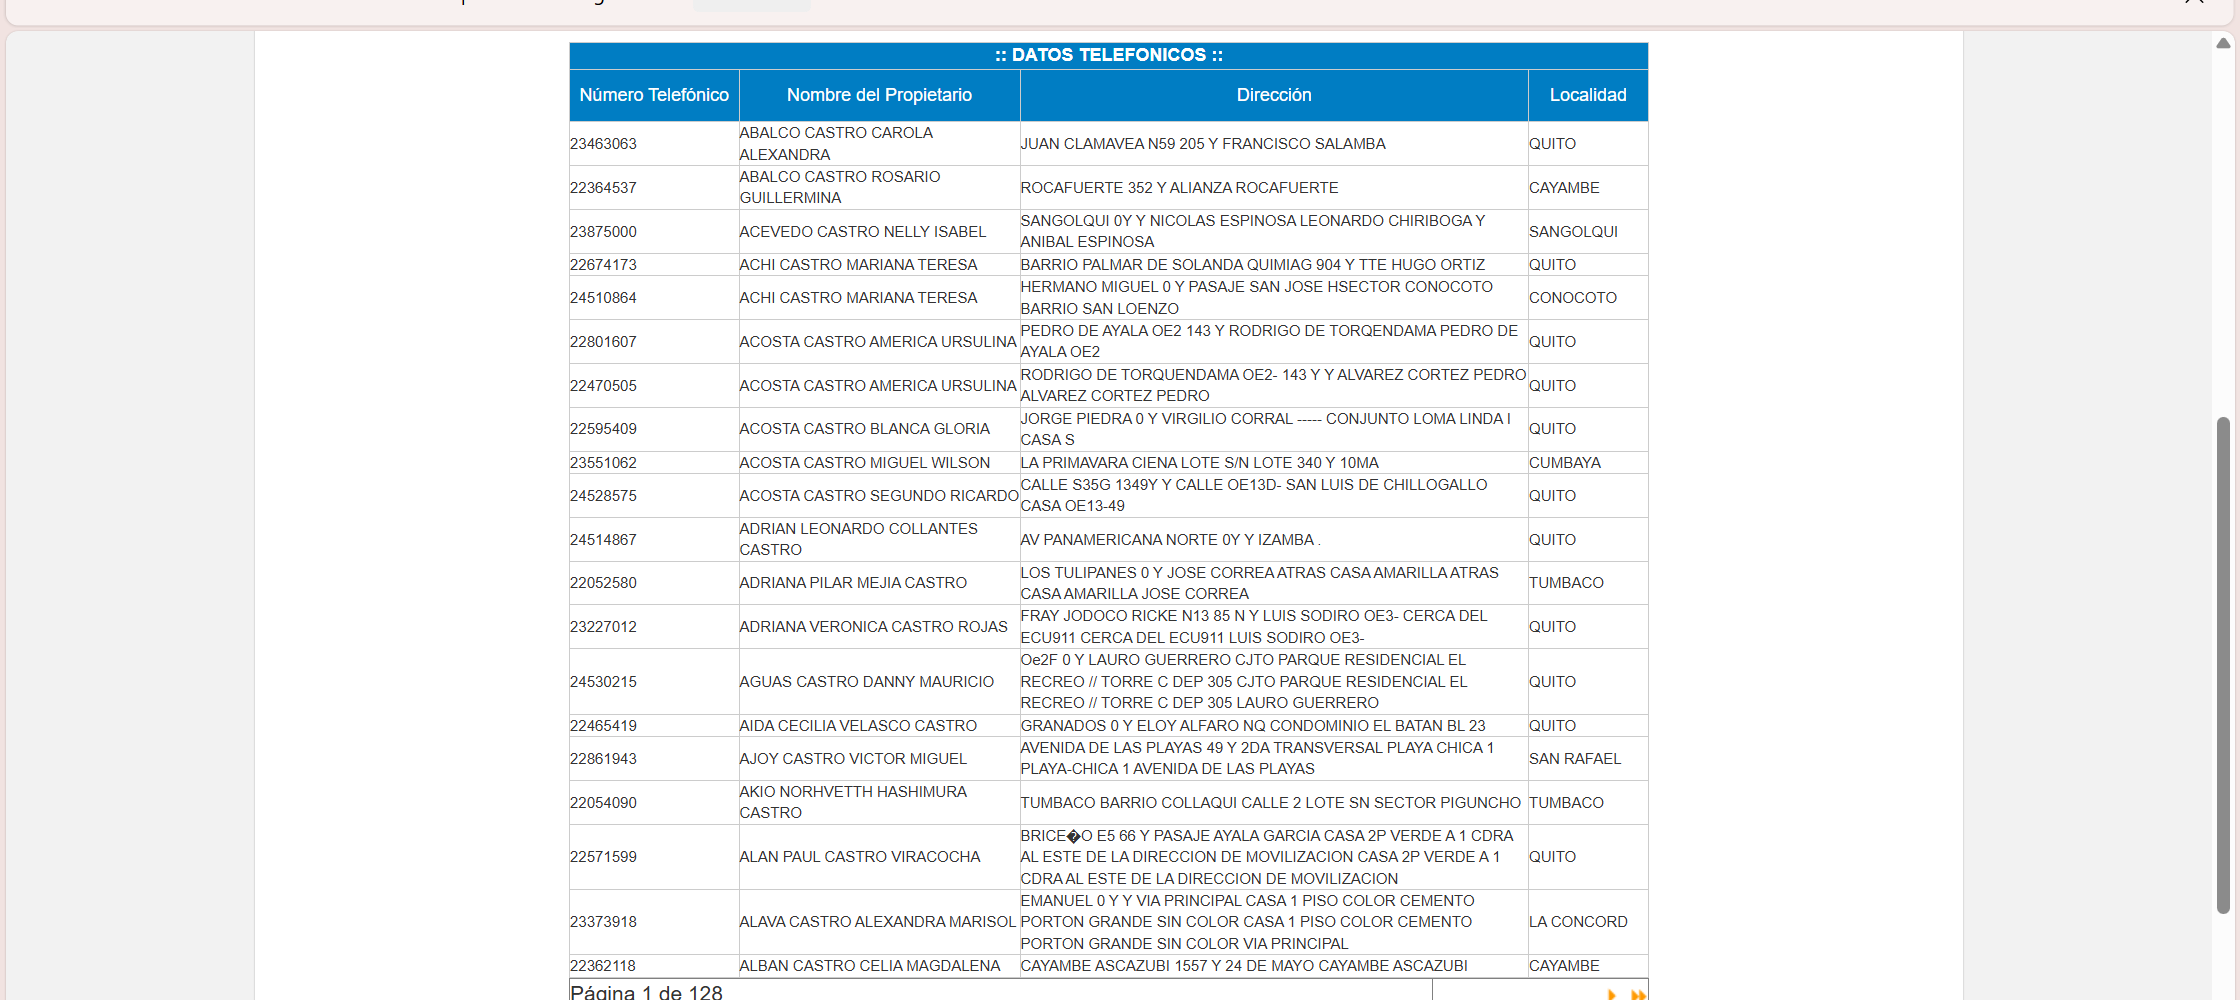 :: DATOS TELEFONICOS ::
Número Telefónico Nombre del Propietario Dirección Localidad
23463063 ABALCO CASTRO CAROLA ALEXANDRA JUAN CLAMAVEA N59 205 Y FRANCISCO SALAMBA QUITO
22364537 ABALCO CASTRO ROSARIO GUILLERMINA ROCAFUERTE 352 Y ALIANZA ROCAFUERTE CAYAMBE
23875000 ACEVEDO CASTRO NELLY ISABEL SANGOLQUI 0Y Y NICOLAS ESPINOSA LEONARDO CHIRIBOGA Y ANIBAL ESPINOSA SANGOLQUI
22674173 ACHI CASTRO MARIANA TERESA BARRIO PALMAR DE SOLANDA QUIMIAG 904 Y TTE HUGO ORTIZ QUITO
24510864 ACHI CASTRO MARIANA TERESA HERMANO MIGUEL 0 Y PASAJE SAN JOSE HSECTOR CONOCOTO BARRIO SAN LOENZO CONOCOTO
22801607 ACOSTA CASTRO AMERICA URSULINA PEDRO DE AYALA OE2 143 Y RODRIGO DE TORQENDAMA PEDRO DE AYALA OE2 QUITO
22470505 ACOSTA CASTRO AMERICA URSULINA RODRIGO DE TORQUENDAMA OE2- 143 Y Y ALVAREZ CORTEZ PEDRO ALVAREZ CORTEZ PEDRO QUITO
22595409 ACOSTA CASTRO BLANCA GLORIA JORGE PIEDRA 0 Y VIRGILIO CORRAL ----- CONJUNTO LOMA LINDA I CASA S QUITO
23551062 ACOSTA CASTRO MIGUEL WILSON LA PRIMAVARA CIENA LOTE S/N LOTE 340 Y 10MA CUMBAYA
24528575 ACOSTA CASTRO SEGUNDO RICARDO CALLE S35G 1349Y Y CALLE OE13D- SAN LUIS DE CHILLOGALLO CASA OE13-49 QUITO
24514867 ADRIAN LEONARDO COLLANTES CASTRO AV PANAMERICANA NORTE 0Y Y IZAMBA . QUITO
22052580 ADRIANA PILAR MEJIA CASTRO LOS TULIPANES 0 Y JOSE CORREA ATRAS CASA AMARILLA ATRAS CASA AMARILLA JOSE CORREA TUMBACO
23227012 ADRIANA VERONICA CASTRO ROJAS FRAY JODOCO RICKE N13 85 N Y LUIS SODIRO OE3- CERCA DEL ECU911 CERCA DEL ECU911 LUIS SODIRO OE3- QUITO
24530215 AGUAS CASTRO DANNY MAURICIO Oe2F 0 Y LAURO GUERRERO CJTO PARQUE RESIDENCIAL EL RECREO // TORRE C DEP 305 CJTO PARQUE RESIDENCIAL EL RECREO // TORRE C DEP 305 LAURO GUERRERO QUITO
22465419 AIDA CECILIA VELASCO CASTRO GRANADOS 0 Y ELOY ALFARO NQ CONDOMINIO EL BATAN BL 23 QUITO
22861943 AJOY CASTRO VICTOR MIGUEL AVENIDA DE LAS PLAYAS 49 Y 2DA TRANSVERSAL PLAYA CHICA 1 PLAYA-CHICA 1 AVENIDA DE LAS PLAYAS SAN RAFAEL
22054090 AKIO NORHVETTH HASHIMURA CASTRO TUMBACO BARRIO COLLAQUI CALLE 2 LOTE SN SECTOR PIGUNCHO TUMBACO
22571599 ALAN PAUL CASTRO VIRACOCHA BRICE�O E5 66 Y PASAJE AYALA GARCIA CASA 2P VERDE A 1 CDRA AL ESTE DE LA DIRECCION DE MOVILIZACION CASA 2P VERDE A 1 CDRA AL ESTE DE LA DIRECCION DE MOVILIZACION QUITO
23373918 ALAVA CASTRO ALEXANDRA MARISOL EMANUEL 0 Y Y VIA PRINCIPAL CASA 1 PISO COLOR CEMENTO PORTON GRANDE SIN COLOR CASA 1 PISO COLOR CEMENTO PORTON GRANDE SIN COLOR VIA PRINCIPAL LA CONCORD
22362118 ALBAN CASTRO CELIA MAGDALENA CAYAMBE ASCAZUBI 1557 Y 24 DE MAYO CAYAMBE ASCAZUBI CAYAMBE
Página 1 de 128